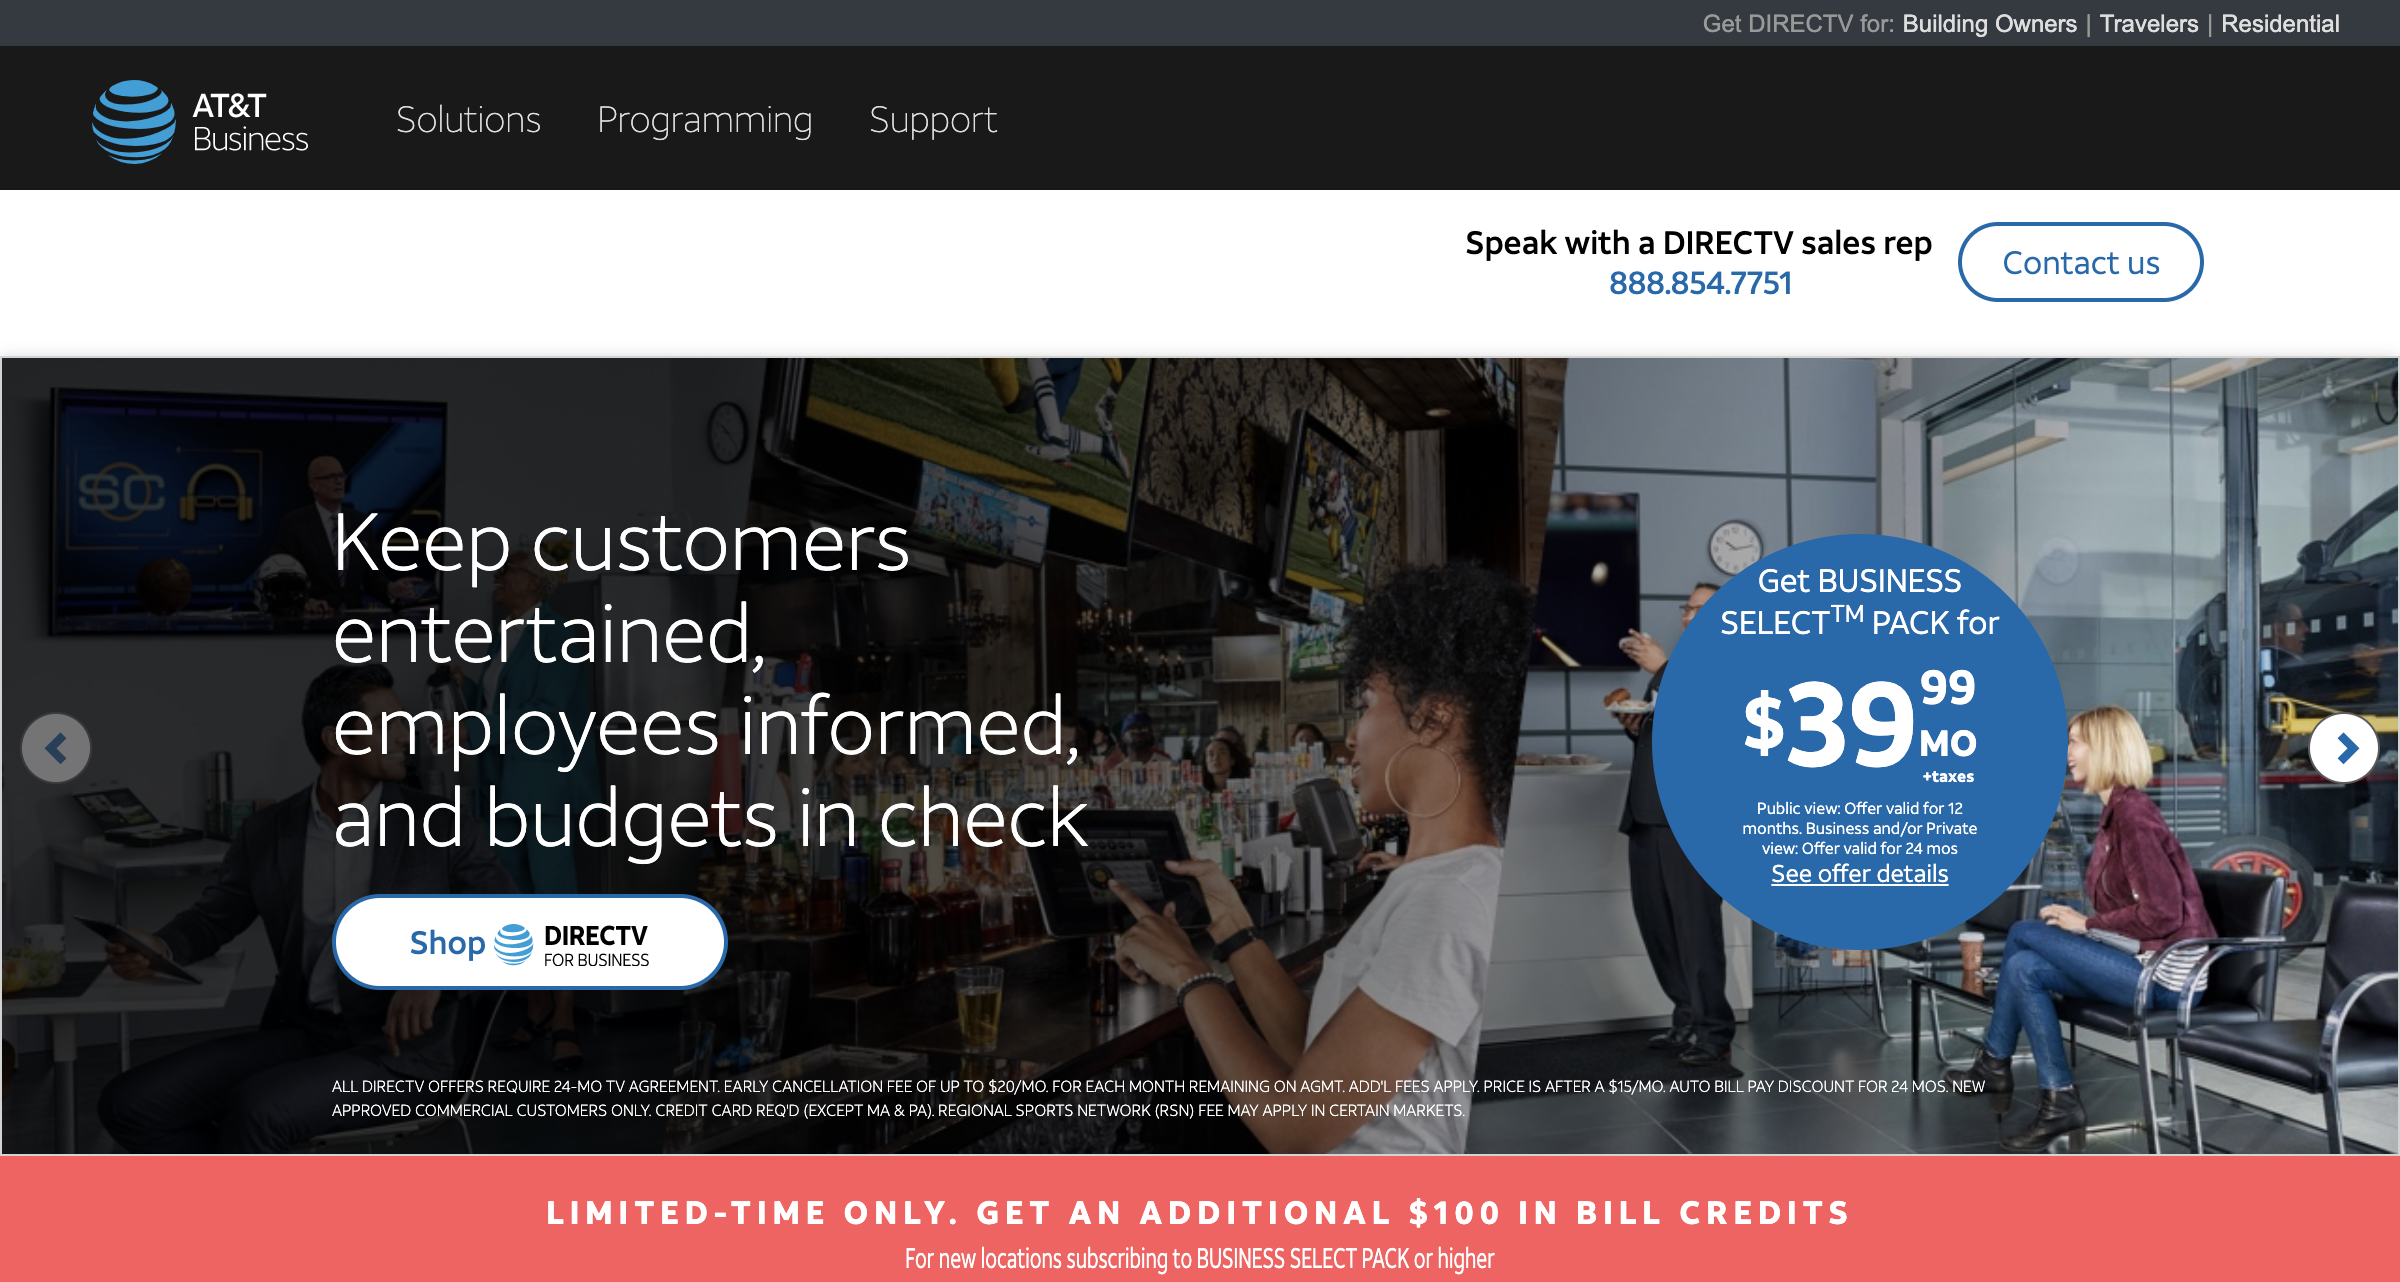 Get DIRECTV for: Building Owners | Travelers | Residential
AT&T
Business
Solutions
Programming
Support
Speak with a DIRECTV sales rep
888.854.7751
Contact us
SC
Keep customers
entertained,
employees informed,
and budgets in check
Get BUSINESS
SELECT™ PACK for
$39 99
MO
+taxes
Public view: Offer valid for 12
months. Business and/or Private
view: Offer valid for 24 mos
See offer details
Shop DIRECTV
FOR BUSINESS
ALL DIRECTV OFFERS REQUIRE 24-MO TV AGREEMENT. EARLY CANCELLATION FEE OF UP TO $20/MO. FOR EACH MONTH REMAINING ON AGMT. ADD'L FEES APPLY. PRICE IS AFTER A $15/MO. AUTO BILL PAY DISCOUNT FOR 24 MOS. NEW
APPROVED COMMERCIAL CUSTOMERS ONLY. CREDIT CARD REQ'D (EXCEPT MA & PA). REGIONAL SPORTS NETWORK (RSN) FEE MAY APPLY IN CERTAIN MARKETS.
LIMITED-TIME ONLY. GET AN ADDITIONAL $100 IN BILL CREDITS
For new locations subscribing to BUSINESS SELECT PACK or higher